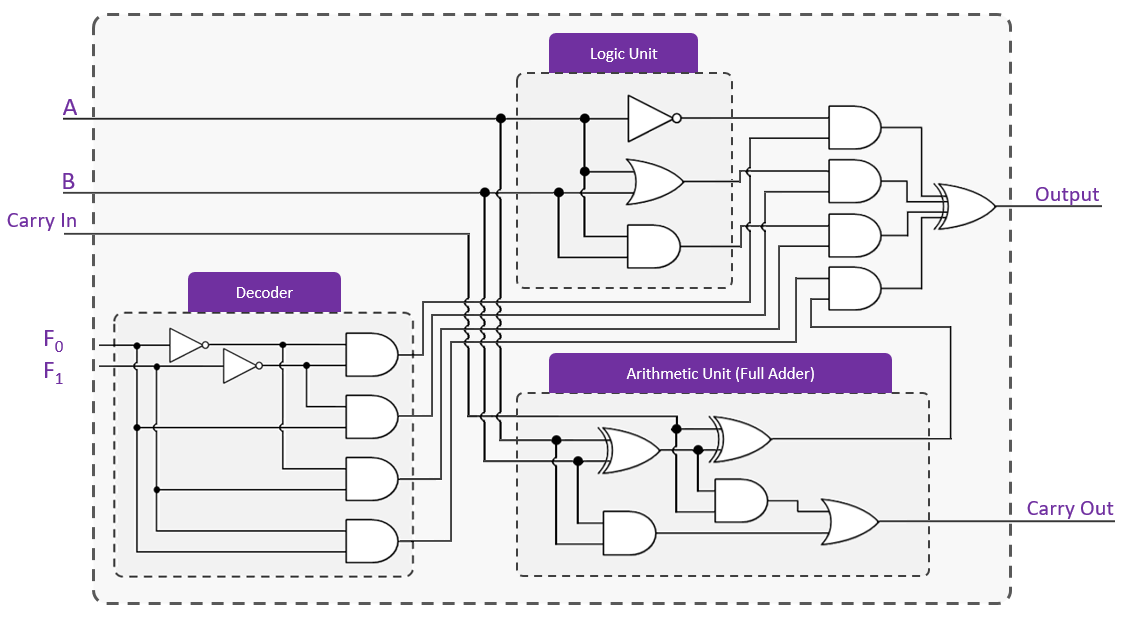 Logic Unit
A
B
Carry In
Output
Decoder
F0
F1
Arithmetic Unit (Full Adder)
Carry Out